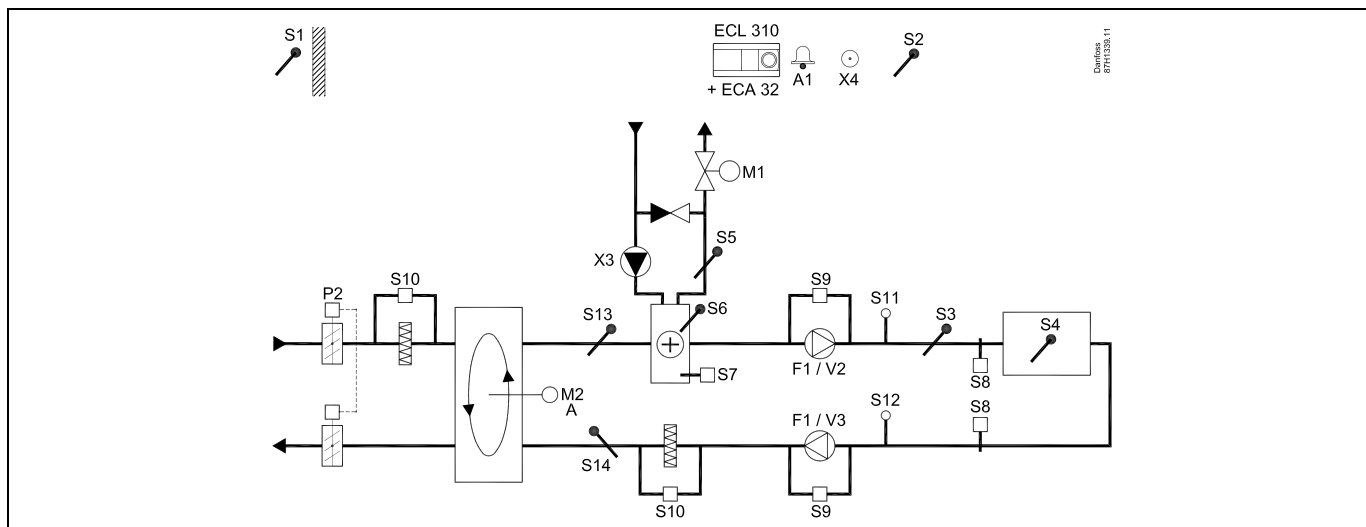 S1
ECL 310
+ ECA 32
A1
X4
S2
Danfoss
87H1339.11
M1
S5
X3
S10
P2
S13
S6
S9
S11
S3
S4
F1 / V2
S7
S8
M2
A
F1 / V3
S12
S8
S14
S10
S9